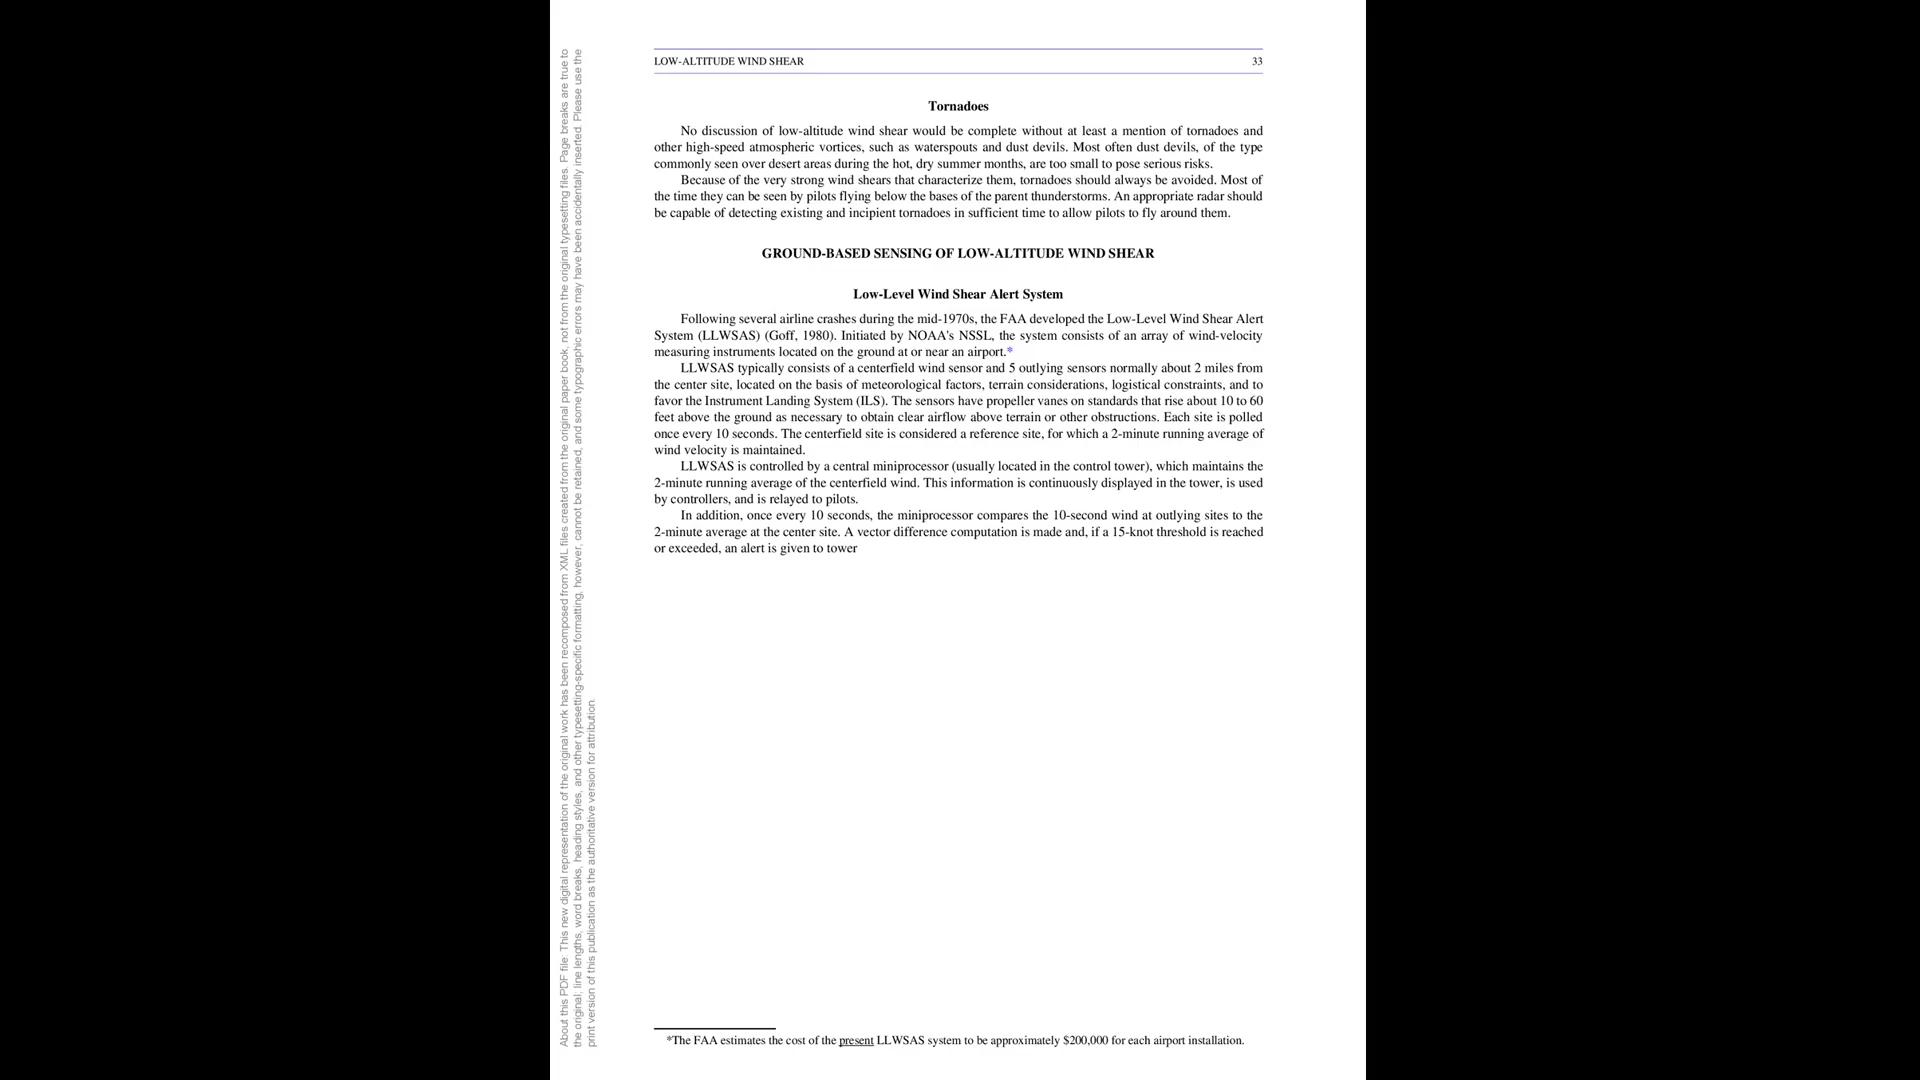 LOW-ALTITUDE WIND SHEAR 33
Tornadoes
No discussion of low-altitude wind shear would be complete without at least a mention of tornadoes and
other high-speed atmospheric vortices, such as waterspouts and dust devils. Most often dust devils, of the type
commonly seen over desert areas during the hot, dry summer months, are too small to pose serious risks.
Because of the very strong wind shears that characterize them, tornadoes should always be avoided. Most of
the time they can be seen by pilots flying below the bases of the parent thunderstorms. An appropriate radar should
be capable of detecting existing and incipient tornadoes in sufficient time to allow pilots to fly around them.
GROUND-BASED SENSING OF LOW-ALTITUDE WIND SHEAR
Low-Level Wind Shear Alert System
Following several airline crashes during the mid-1970s, the FAA developed the Low-Level Wind Shear Alert
System (LLWSAS) (Goff, 1980). Initiated by NOAA's NSSL, the system consists of an array of wind-velocity
measuring instruments located on the ground at or near an airport.*
LLWSAS typically consists of a centerfield wind sensor and 5 outlying sensors normally about 2 miles from
the center site, located on the basis of meteorological factors, terrain considerations, logistical constraints, and to
favor the Instrument Landing System (ILS). The sensors have propeller vanes on standards that rise about 10 to 60
feet above the ground as necessary to obtain clear airflow above terrain or other obstructions. Each site is polled
once every 10 seconds. The centerfield site is considered a reference site, for which a 2-minute running average of
wind velocity is maintained.
LLWSAS is controlled by a central miniprocessor (usually located in the control tower), which maintains the
2-minute running average of the centerfield wind. This information is continuously displayed in the tower, is used
by controllers, and is relayed to pilots.
In addition, once every 10 seconds, the miniprocessor compares the 10-second wind at outlying sites to the
2-minute average at the center site. A vector difference computation is made and, if a 15-knot threshold is reached
or exceeded, an alert is given to tower
*The FAA estimates the cost of the present LLWSAS system to be approximately $200,000 for each airport installation.
About this PDF file: This new digital representation of the original work has been recomposed from XML files created from the original paper book, not from the original typesetting files. Page breaks are true to
the original; line lengths, word breaks, heading styles, and other typesetting-specific formatting, however, cannot be retained, and some typographic errors may have been accidentally inserted. Please use the
print version of this publication as the authoritative version for attribution.